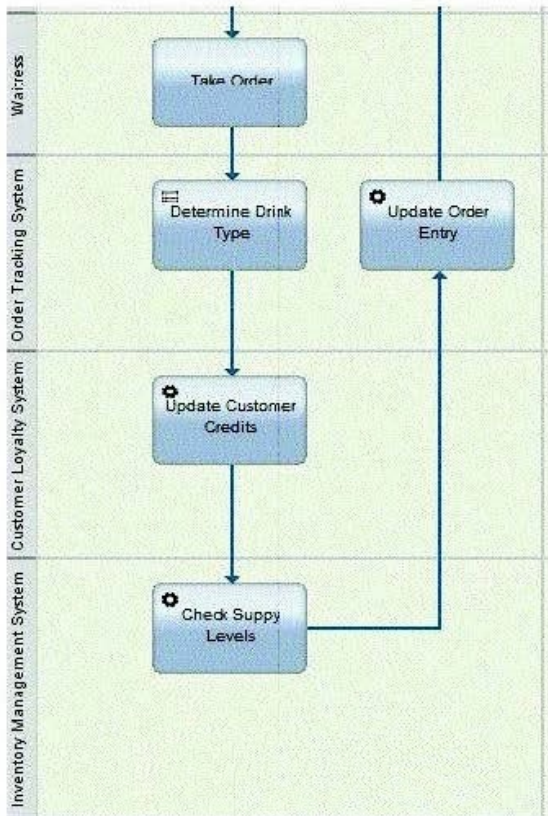 Waitress
Take Order
Order Tracking System
Determine Drink
Type
Update Order
Entry
Customer Loyalty System
Update Customer
Credits
Inventory Management System
Check Suppy
Levels